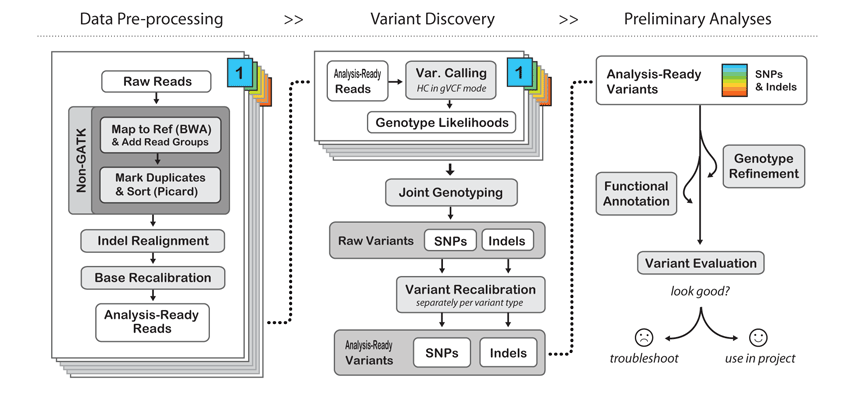 Data Pre-processing >> Variant Discovery >> Preliminary Analyses
1
Raw Reads
Non-GATK
Map to Ref (BWA)
& Add Read Groups
Mark Duplicates
& Sort (Picard)
Indel Realignment
Base Recalibration
Analysis-Ready
Reads
1
Analysis-Ready
Reads
Var. Calling
HC in gVCF mode
Genotype Likelihoods
Joint Genotyping
Raw Variants SNPs Indels
Variant Recalibration
separately per variant type
Analysis-Ready
Variants
SNPs Indels
Analysis-Ready
Variants
SNPs
& Indels
Genotype
Refinement
Functional
Annotation
Variant Evaluation
look good?
troubleshoot use in project